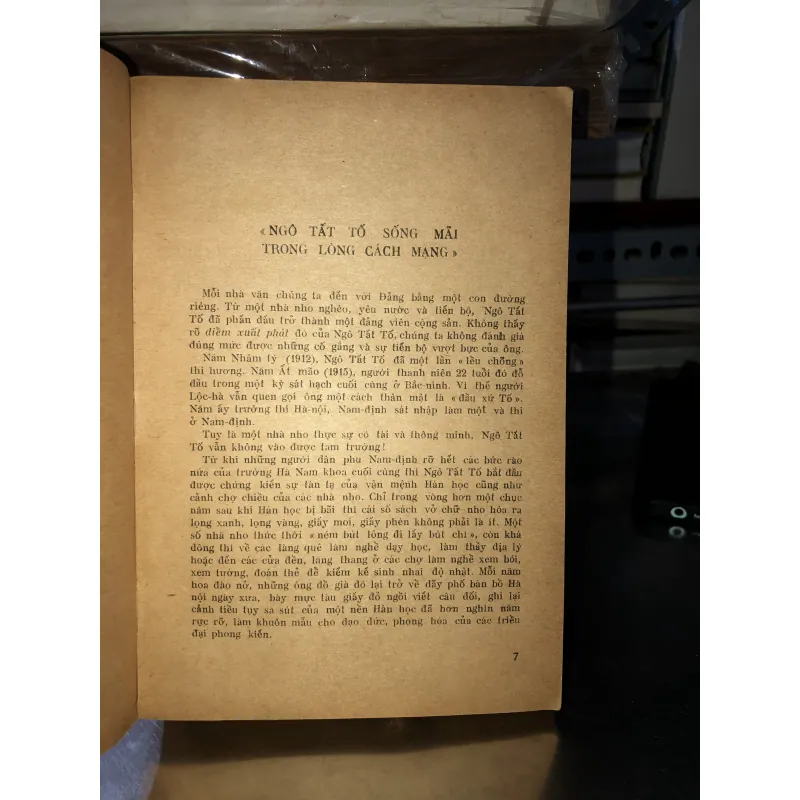 «NGÔ TẤT TỐ SỐNG MÃI
TRONG LÒNG CÁCH MẠNG»
Mỗi nhà văn chúng ta đến với Đảng bằng một con đường
riêng. Từ một nhà nho nghèo, yêu nước và tiến bộ, Ngô Tất
Tố đã phấn đấu trở thành một đảng viên cộng sản. Không thấy
rõ điểm xuất phát đó của Ngô Tất Tố, chúng ta không đánh giá
đúng mức được những cố gắng và sự tiến bộ vượt bực của ông.
Năm Nhâm tý (1912), Ngô Tất Tố đã một lần «lều chõng»
thi hương. Năm Ất mão (1915), người thanh niên 22 tuổi đó đỗ
đầu trong một kỳ sát hạch cuối cùng ở Bắc-ninh. Vì thế người
Lộc-hà vẫn quen gọi ông một cách thân mật là «đầu xứ Tố».
Năm ấy trường thi Hà-nội, Nam-định sát nhập làm một và thi
ở Nam-định.
Tuy là một nhà nho thực sự có tài và thông minh, Ngô Tất
Tố vẫn không vào được tam trường!
Từ khi những người dân phu Nam-định rỡ hết các bức rào
nứa của trường Hà Nam khoa cuối cùng thì Ngô Tất Tố bắt đầu
được chứng kiến sự tàn tạ của vận mệnh Hán học cũng như
cảnh chợ chiều của các nhà nho. Chỉ trong vòng hơn một chục
năm sau khi Hán học bị bãi thì cái số sách vở chữ nho hóa ra
lọng xanh, lọng vàng, giấy moi, giấy phèn không phải là ít. Một
số nhà nho thức thời «ném bút lông đi lấy bút chì», còn khá
đông thì về các làng quê làm nghề dạy học, làm thầy địa lý
hoặc đến các cửa đền, lang thang ở các chợ làm nghề xem bói,
xem tướng, đoán thẻ để kiếm kế sinh nhai độ nhật. Mỗi năm
hoa đào nở, những ông đồ già đó lại trở về dãy phố bàn bồ Hà
nội ngày xưa, bày mực tàu giấy đỏ ngồi viết câu đối, ghi lại
cảnh tiều tụy sa sút của một nền Hán học đã hơn nghìn năm
rực rỡ, làm khuôn mẫu cho đạo đức, phong hóa của các triều
đại phong kiến.
7